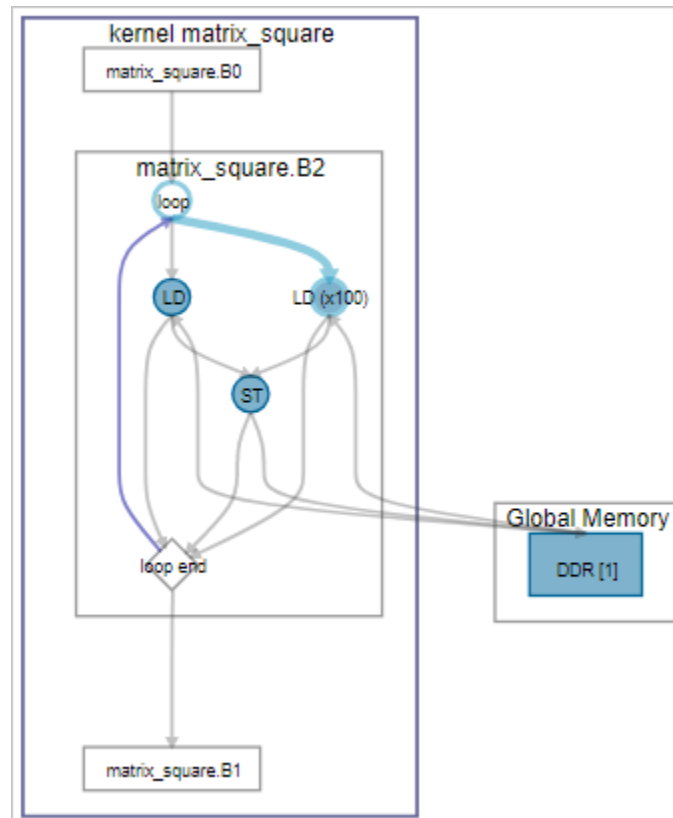 kernel matrix_square
matrix_square.B0
matrix_square.B2
loop
LD
LD (x100)
ST
loop end
Global Memory
DDR [1]
matrix_square.B1